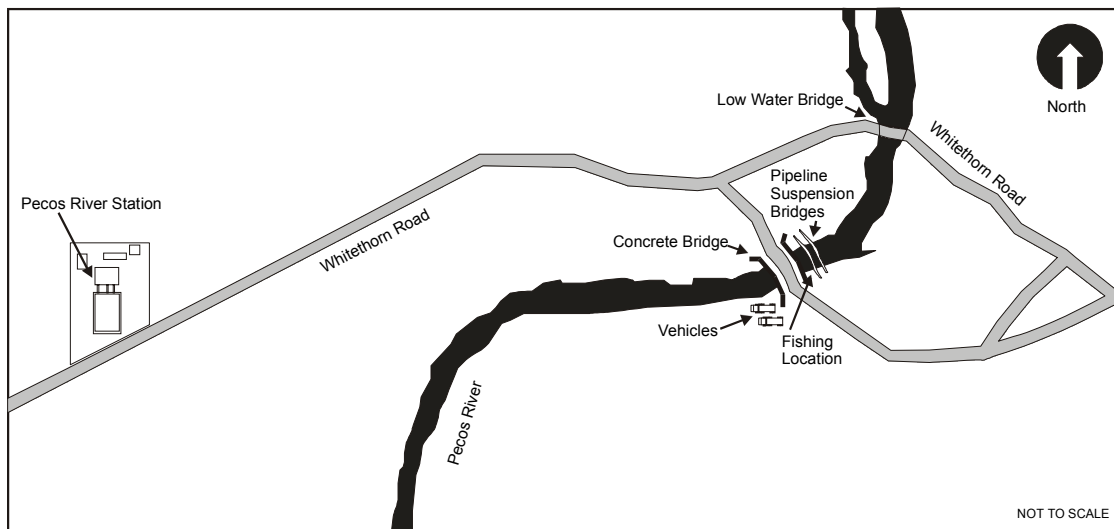 North
Low Water Bridge
Whitethorn Road
Pipeline
Suspension
Bridges
Pecos River Station
Whitethorn Road
Concrete Bridge
Vehicles
Fishing
Location
Pecos River
NOT TO SCALE